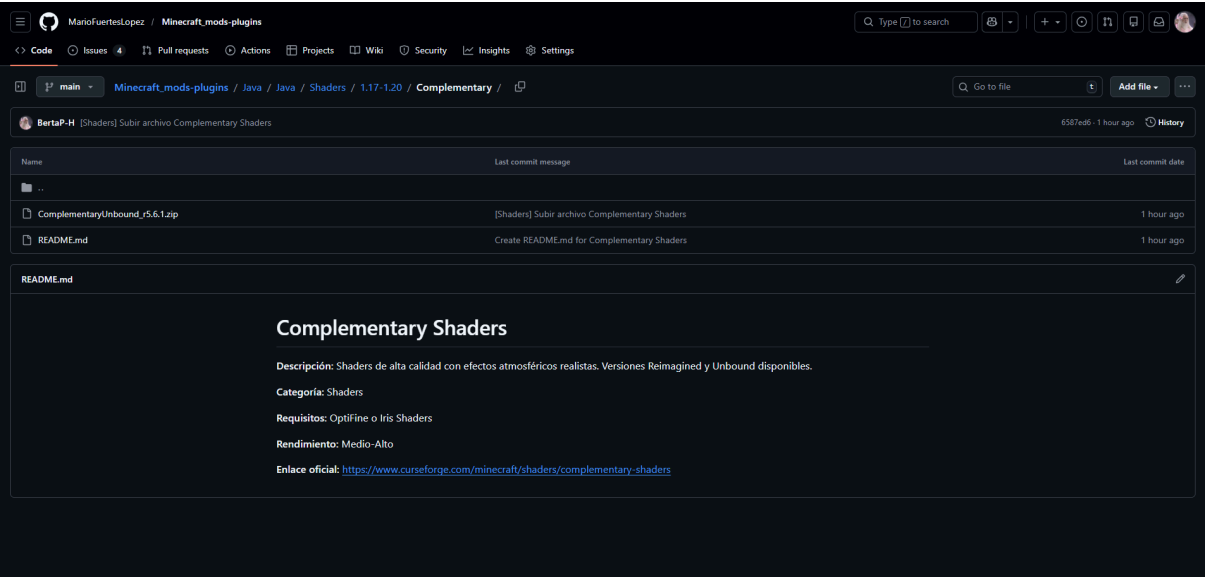 MarioFuertesLopez / Minecraft_mods-plugins
Type / to search
Code Issues 4 Pull requests Actions Projects Wiki Security Insights Settings
main Minecraft_mods-plugins / Java / Java / Shaders / 1.17-1.20 / Complementary /
Go to file t Add file
BertaP-H [Shaders] Subir archivo Complementary Shaders 6587ed6 · 1 hour ago History
Name Last commit message Last commit date
..
ComplementaryUnbound_r5.6.1.zip [Shaders] Subir archivo Complementary Shaders 1 hour ago
README.md Create README.md for Complementary Shaders 1 hour ago
README.md
Complementary Shaders
Descripción: Shaders de alta calidad con efectos atmosféricos realistas. Versiones Reimagined y Unbound disponibles.
Categoría: Shaders
Requisitos: OptiFine o Iris Shaders
Rendimiento: Medio-Alto
Enlace oficial: https://www.curseforge.com/minecraft/shaders/complementary-shaders